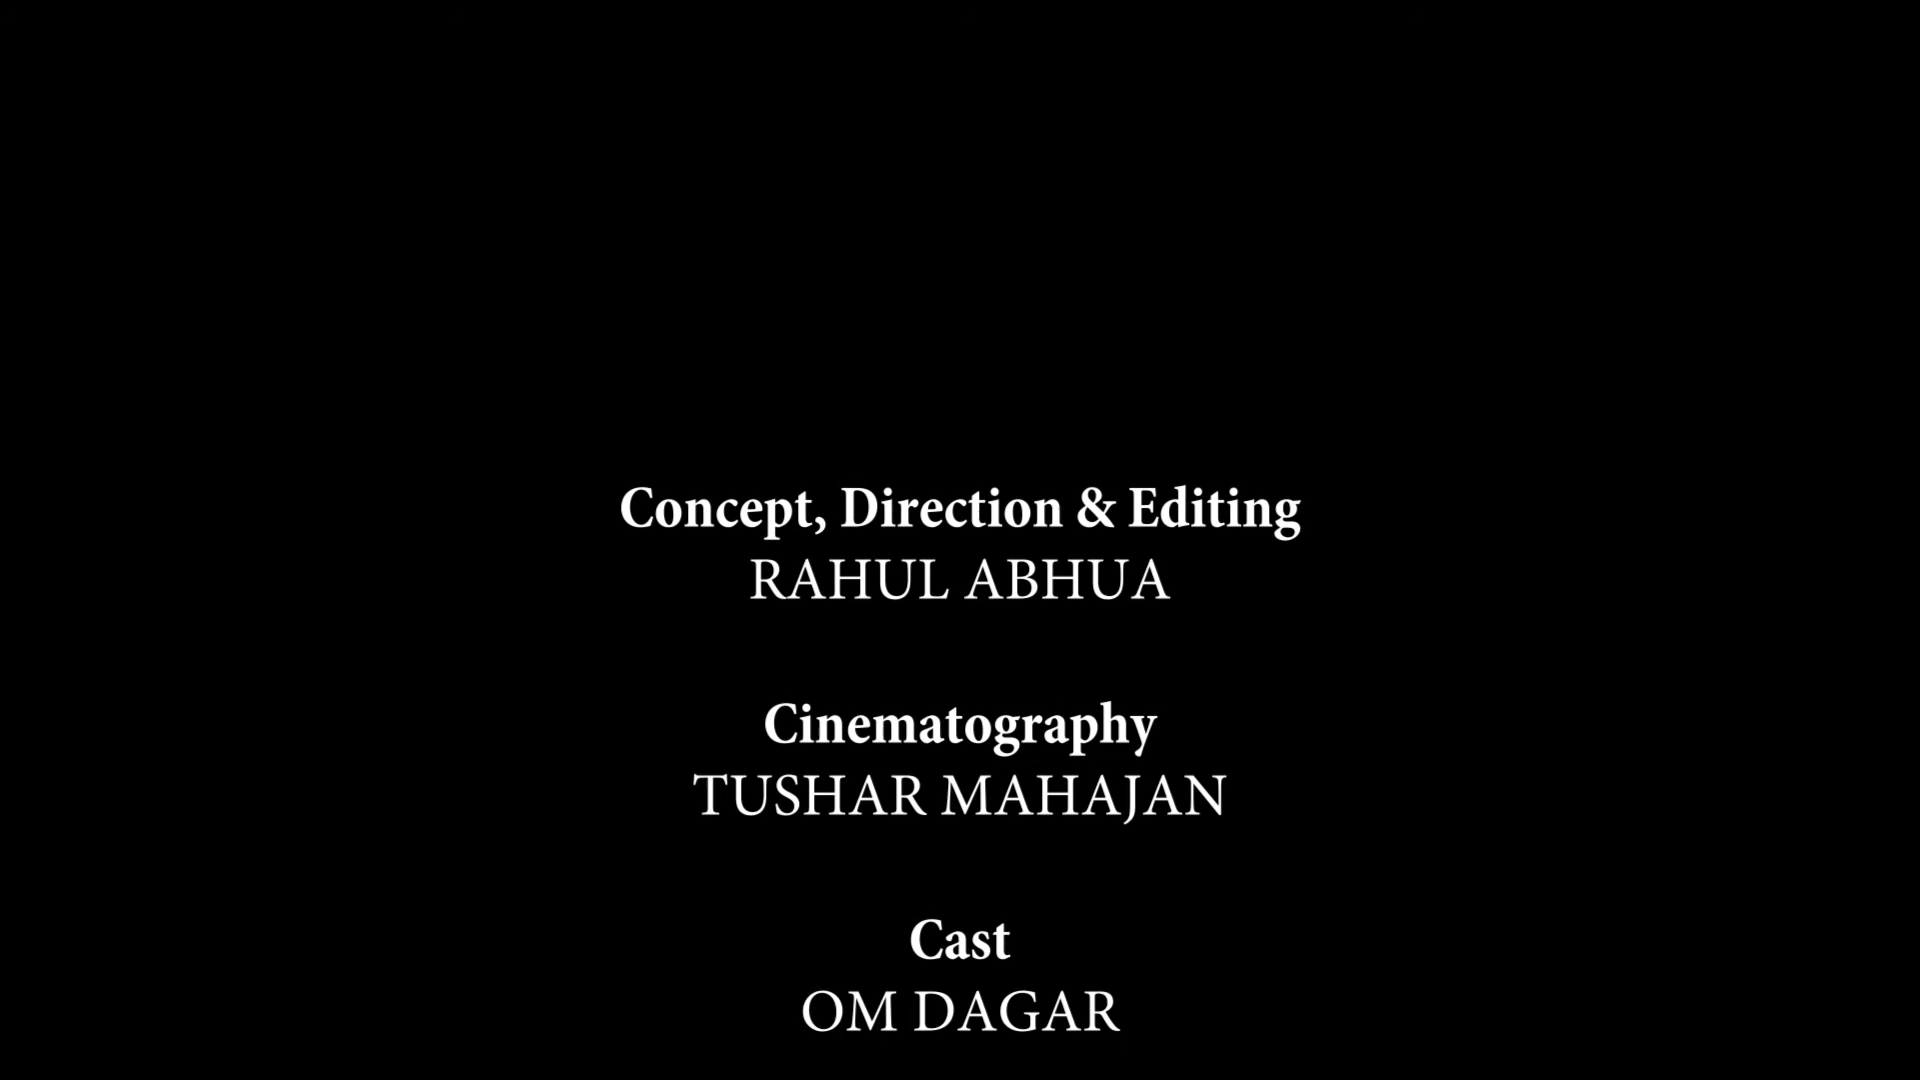 Concept, Direction & Editing
RAHUL ABHUA
Cinematography
TUSHAR MAHAJAN
Cast
OM DAGAR